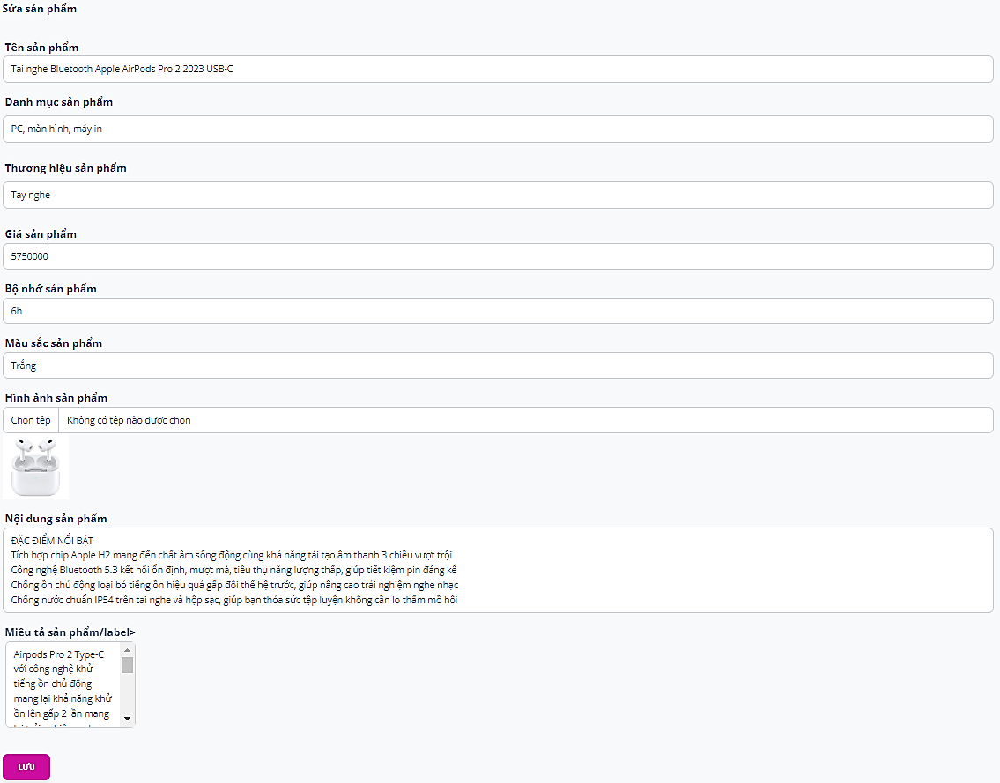 Sửa sản phẩm
Tên sản phẩm
Tai nghe Bluetooth Apple AirPods Pro 2 2023 USB-C
Danh mục sản phẩm
PC, màn hình, máy in
Thương hiệu sản phẩm
Tay nghe
Giá sản phẩm
5750000
Bộ nhớ sản phẩm
6h
Màu sắc sản phẩm
Trắng
Hình ảnh sản phẩm
Chọn tệp Không có tệp nào được chọn
Nội dung sản phẩm
ĐẶC ĐIỂM NỔI BẬT
Tích hợp chip Apple H2 mang đến chất âm sống động cùng khả năng tái tạo âm thanh 3 chiều vượt trội
Công nghệ Bluetooth 5.3 kết nối ổn định, mượt mà, tiêu thụ năng lượng thấp, giúp tiết kiệm pin đáng kể
Chống ồn chủ động loại bỏ tiếng ồn hiệu quả gấp đôi thế hệ trước, giúp nâng cao trải nghiệm nghe nhạc
Chống nước chuẩn IP54 trên tai nghe và hộp sạc, giúp bạn thỏa sức tập luyện không cần lo thấm mồ hôi
Miêu tả sản phẩm/label>
Airpods Pro 2 Type-C
với công nghệ khử
tiếng ồn chủ động
mang lại khả năng khử
ồn lên gấp 2 lần mang
LƯU